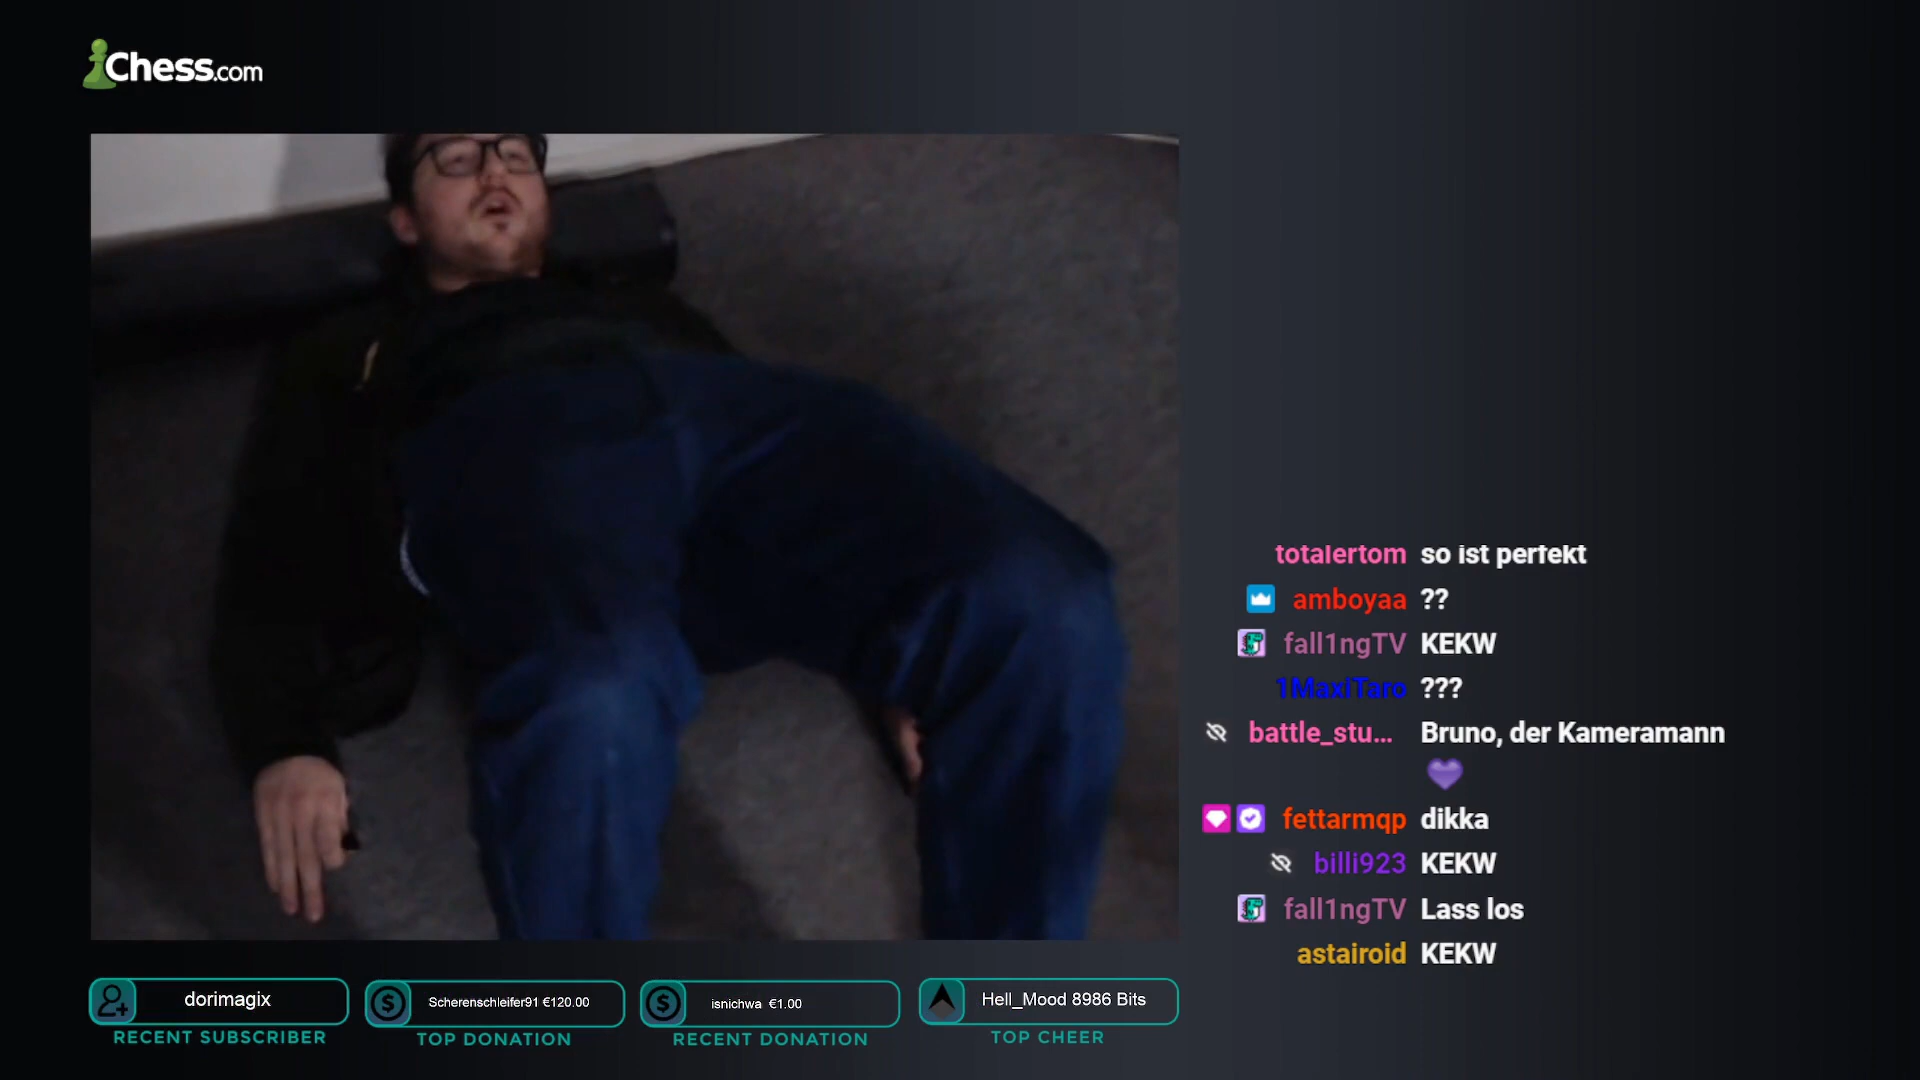 Chess.com
totalertom so ist perfekt
amboyaa ??
fall1ngTV KEKW
1MaxiTaro ???
battle_stu... Bruno, der Kameramann
💜
fettarmqp dikka
billi923 KEKW
fall1ngTV Lass los
astairoid KEKW
dorimagix
RECENT SUBSCRIBER
Scherenschleifer91 €120.00
TOP DONATION
isnichwa €1.00
RECENT DONATION
Hell_Mood 8986 Bits
TOP CHEER